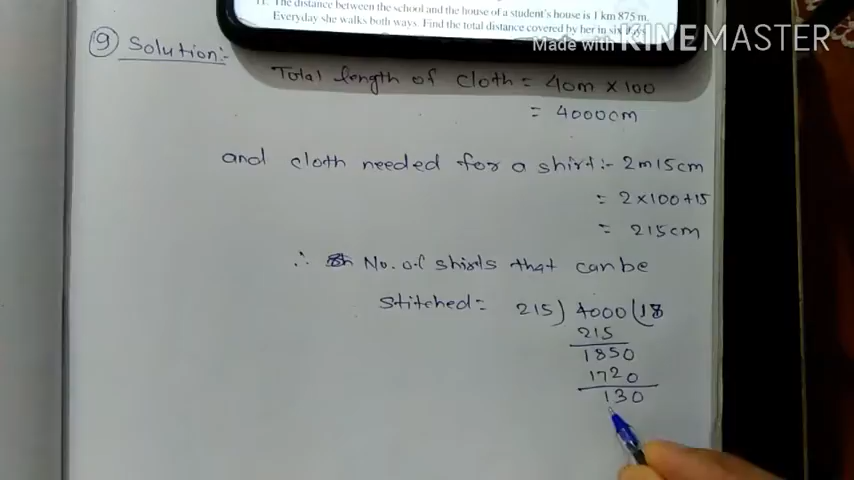 11. The distance between the school and the house of a student's house is 1 km 875 m.
Everyday she walks both ways. Find the total distance covered by her in six
Made with KINEMASTER
9 Solution:-
Total length of cloth = 40m × 100
= 4000cm
and cloth needed for a shirt:- 2m15cm
= 2×100+15
= 215cm
∴ No. of shirts that can be
Stitched = 215) 4000 (18
215
1850
1720
130